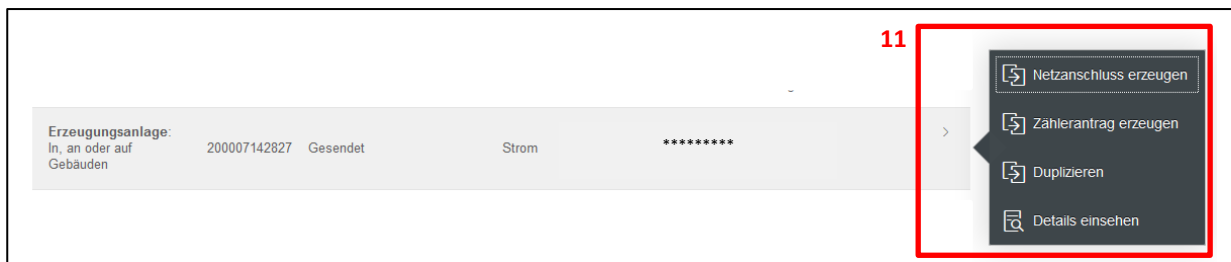 11
Netzanschluss erzeugen
Zählerantrag erzeugen
Erzeugungsanlage:
In, an oder auf
Gebäuden
200007142827 Gesendet Strom *********
Duplizieren
Details einsehen